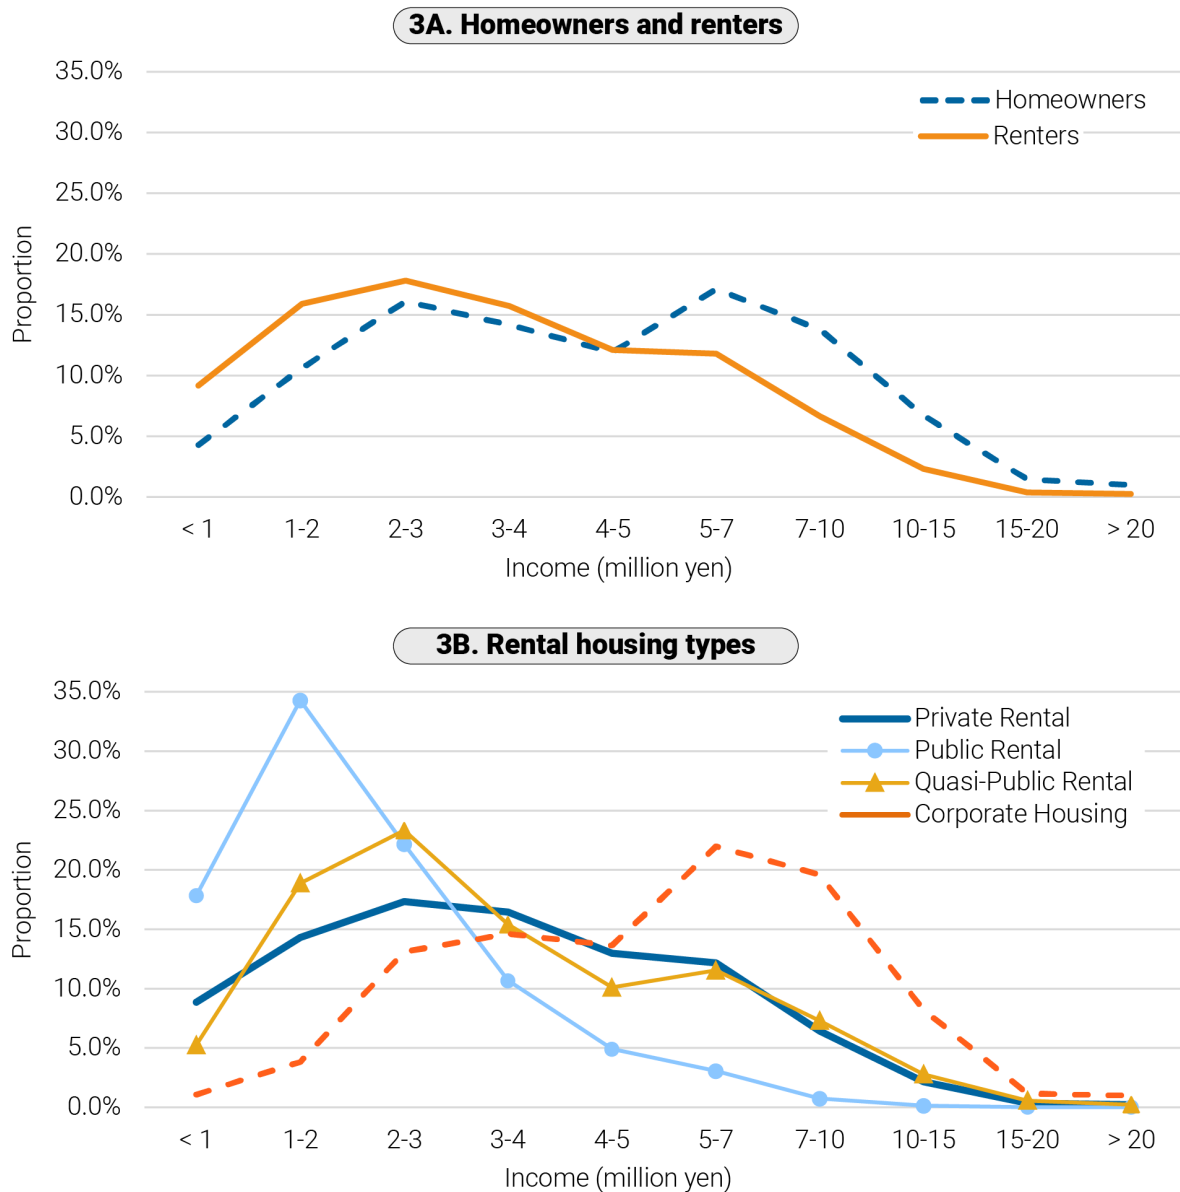 3A. Homeowners and renters
35.0%
30.0%
25.0%
20.0%
15.0%
10.0%
5.0%
0.0%
Proportion
Homeowners
Renters
< 1 1-2 2-3 3-4 4-5 5-7 7-10 10-15 15-20 > 20
Income (million yen)
3B. Rental housing types
35.0%
30.0%
25.0%
20.0%
15.0%
10.0%
5.0%
0.0%
Proportion
Private Rental
Public Rental
Quasi-Public Rental
Corporate Housing
< 1 1-2 2-3 3-4 4-5 5-7 7-10 10-15 15-20 > 20
Income (million yen)